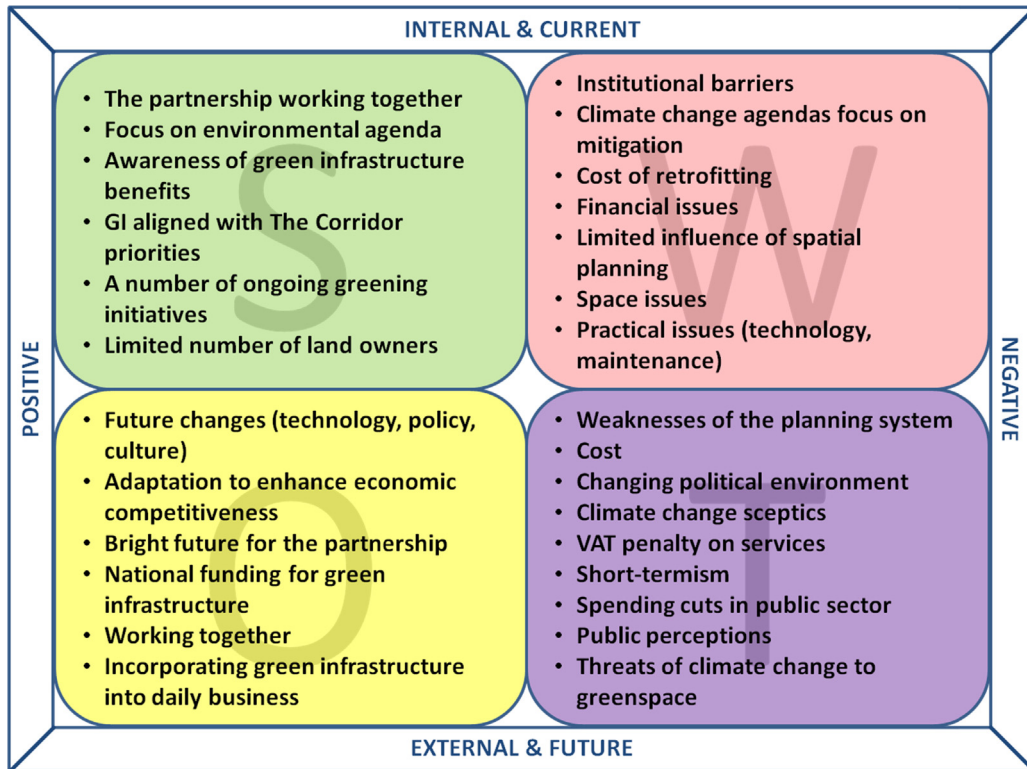 INTERNAL & CURRENT
• The partnership working together
• Focus on environmental agenda
• Awareness of green infrastructure
benefits
• GI aligned with The Corridor
priorities
• A number of ongoing greening
initiatives
• Limited number of land owners
S
• Institutional barriers
• Climate change agendas focus on
mitigation
• Cost of retrofitting
• Financial issues
• Limited influence of spatial
planning
• Space issues
• Practical issues (technology,
maintenance)
W
POSITIVE
NEGATIVE
• Future changes (technology, policy,
culture)
• Adaptation to enhance economic
competitiveness
• Bright future for the partnership
• National funding for green
infrastructure
• Working together
• Incorporating green infrastructure
into daily business
O
• Weaknesses of the planning system
• Cost
• Changing political environment
• Climate change sceptics
• VAT penalty on services
• Short-termism
• Spending cuts in public sector
• Public perceptions
• Threats of climate change to
greenspace
T
EXTERNAL & FUTURE